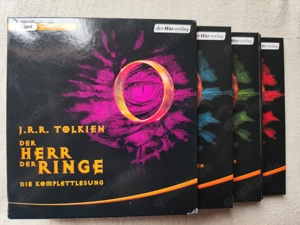 der Hörverlag
J.R.R. TOLKIEN
DER
HERR
DER
RINGE
DIE KOMPLETTLESUNG
der Hörverlag
der Hörverlag
der Hörverlag